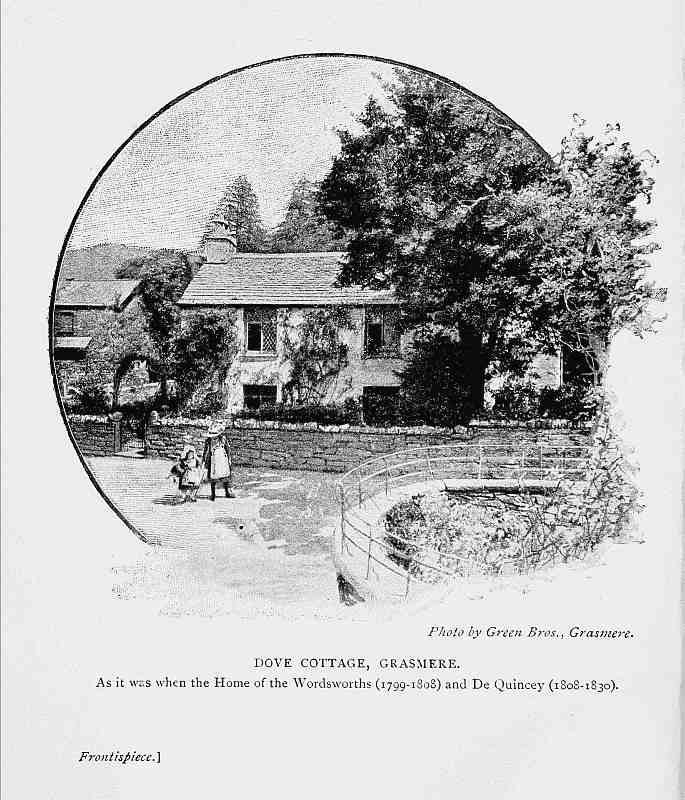 Photo by Green Bros., Grasmere.
DOVE COTTAGE, GRASMERE.
As it was when the Home of the Wordsworths (1799-1808) and De Quincey (1808-1830).
Frontispiece.]